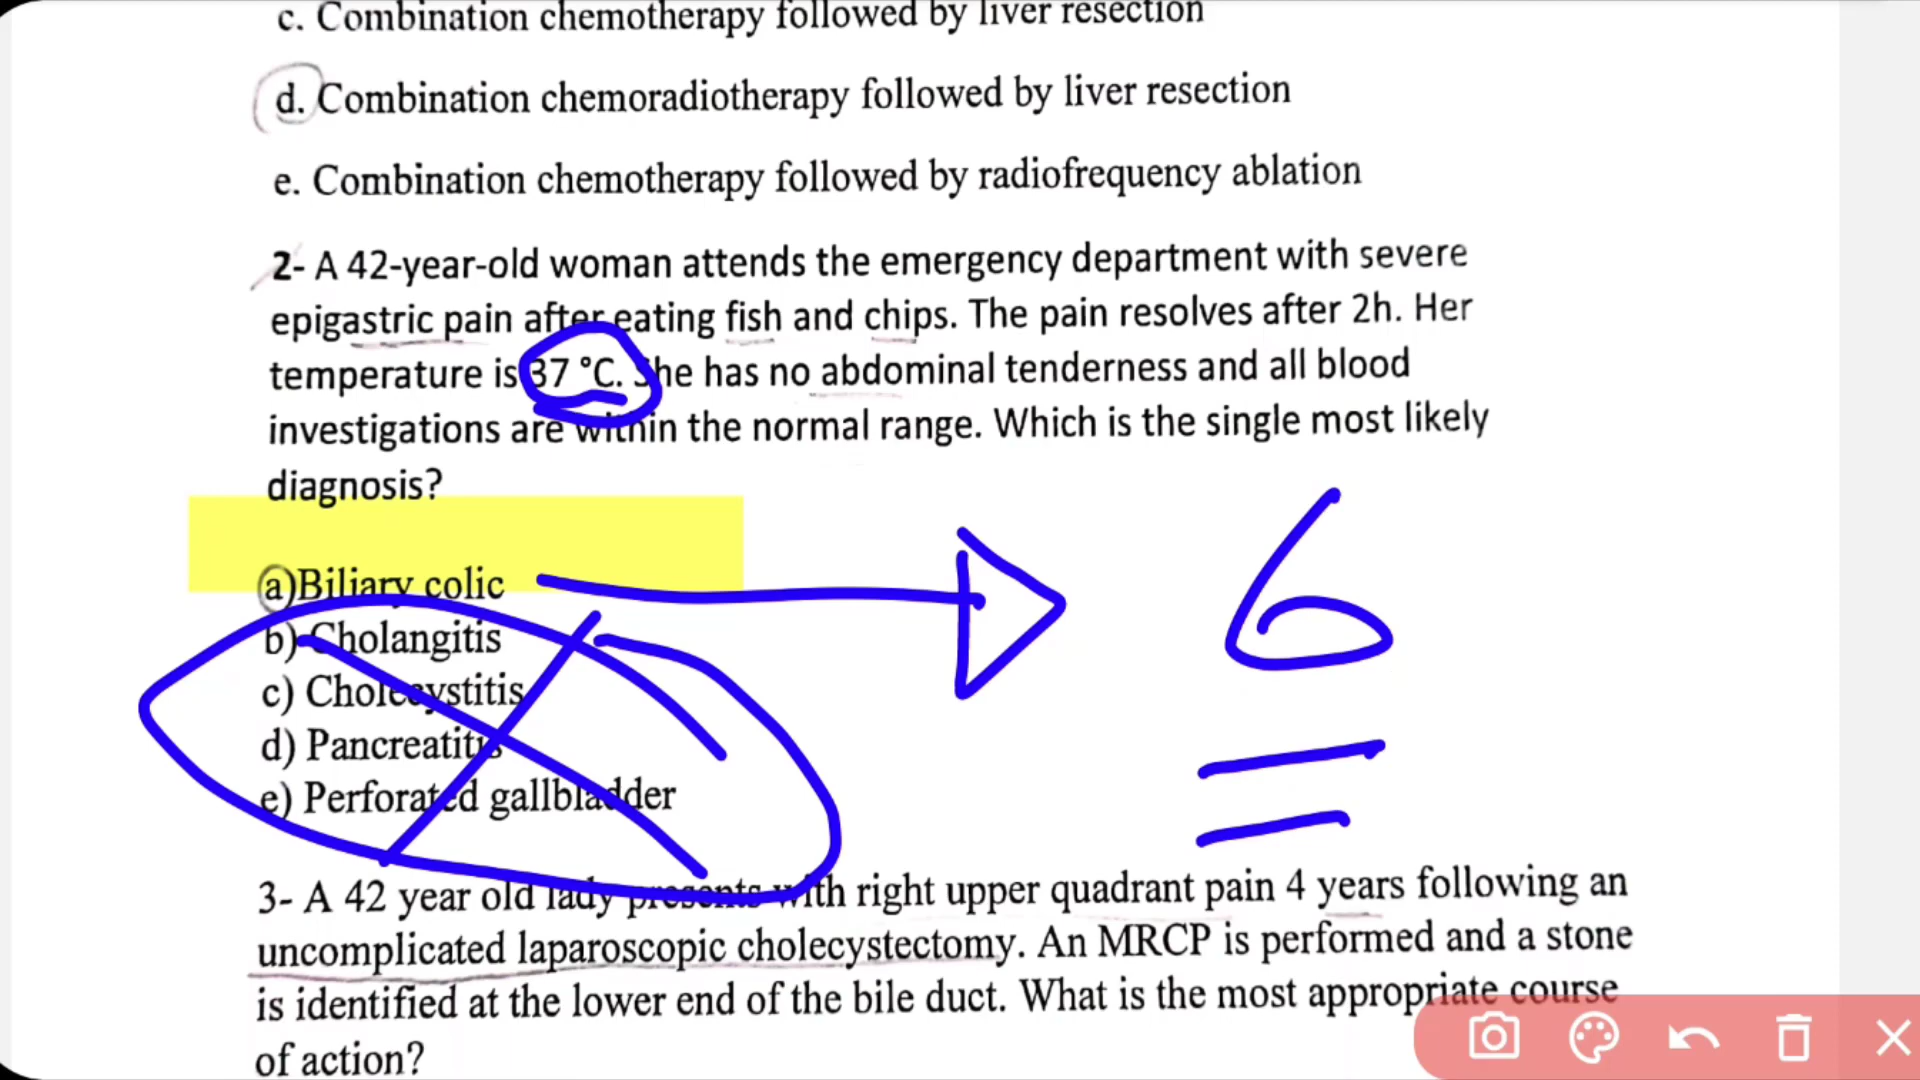 c. Combination chemotherapy followed by liver resection
d. Combination chemoradiotherapy followed by liver resection
e. Combination chemotherapy followed by radiofrequency ablation
2- A 42-year-old woman attends the emergency department with severe
epigastric pain after eating fish and chips. The pain resolves after 2h. Her
temperature is 37 °C. She has no abdominal tenderness and all blood
investigations are within the normal range. Which is the single most likely
diagnosis?
a)Biliary colic
6
b) Cholangitis
c) Cholecystitis
d) Pancreatitis
e) Perforated gallbladder
3- A 42 year old lady presents with right upper quadrant pain 4 years following an
uncomplicated laparoscopic cholecystectomy. An MRCP is performed and a stone
is identified at the lower end of the bile duct. What is the most appropriate course
of action?